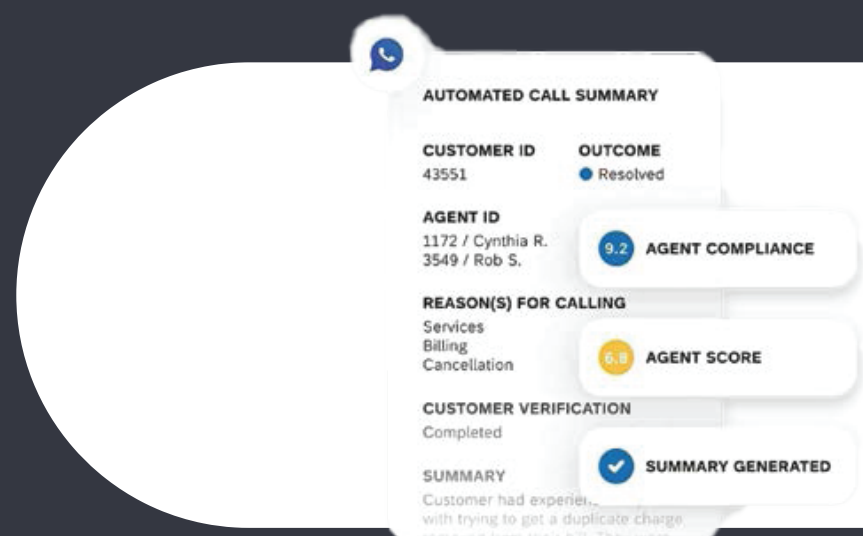 AUTOMATED CALL SUMMARY
CUSTOMER ID
43551
OUTCOME
Resolved
AGENT ID
1172 / Cynthia R.
3549 / Rob S.
9.2 AGENT COMPLIANCE
REASON(S) FOR CALLING
Services
Billing
Cancellation
6.8 AGENT SCORE
CUSTOMER VERIFICATION
Completed
SUMMARY GENERATED
SUMMARY
Customer had
with trying to get a duplicate charge